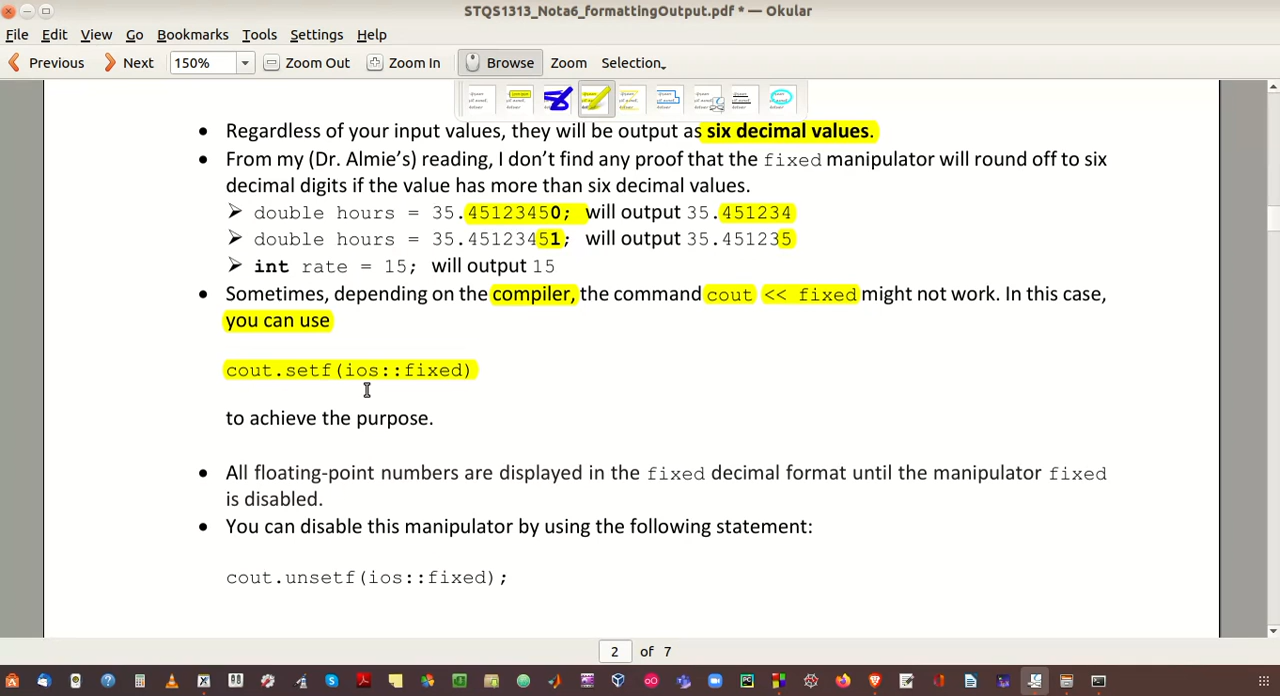 STQS1313_Nota6_formattingOutput.pdf * — Okular
File Edit View Go Bookmarks Tools Settings Help
Previous Next 150% Zoom Out Zoom In Browse Zoom Selection
• Regardless of your input values, they will be output as six decimal values.
• From my (Dr. Almie’s) reading, I don’t find any proof that the fixed manipulator will round off to six
decimal digits if the value has more than six decimal values.
➢ double hours = 35.45123450; will output 35.451234
➢ double hours = 35.45123451; will output 35.451235
➢ int rate = 15; will output 15
• Sometimes, depending on the compiler, the command cout << fixed might not work. In this case,
you can use
cout.setf(ios::fixed)
to achieve the purpose.
• All floating-point numbers are displayed in the fixed decimal format until the manipulator fixed
is disabled.
• You can disable this manipulator by using the following statement:
cout.unsetf(ios::fixed);
2 of 7